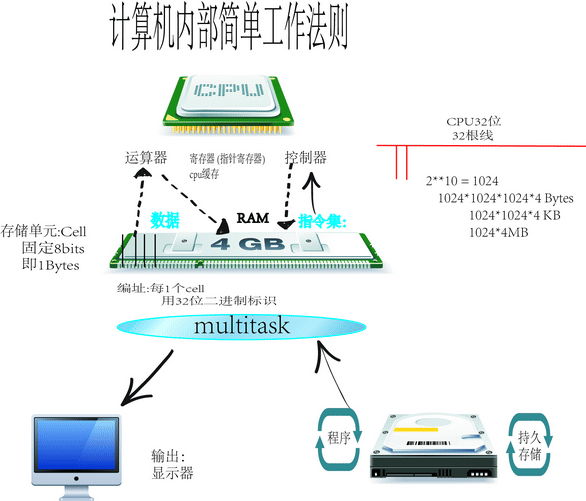 计算机内部简单工作法则
CPU
CPU32位
32根线
运算器
寄存器(指针寄存器)
cpu缓存
控制器
2**10 = 1024
1024*1024*1024*4 Bytes
1024*1024*4 KB
1024*4MB
数据
RAM
指令集:
存储单元:Cell
固定8bits
即1Bytes
4 GB
编址:每1个cell
用32位二进制标识
multitask
程序
持久
存储
输出:
显示器